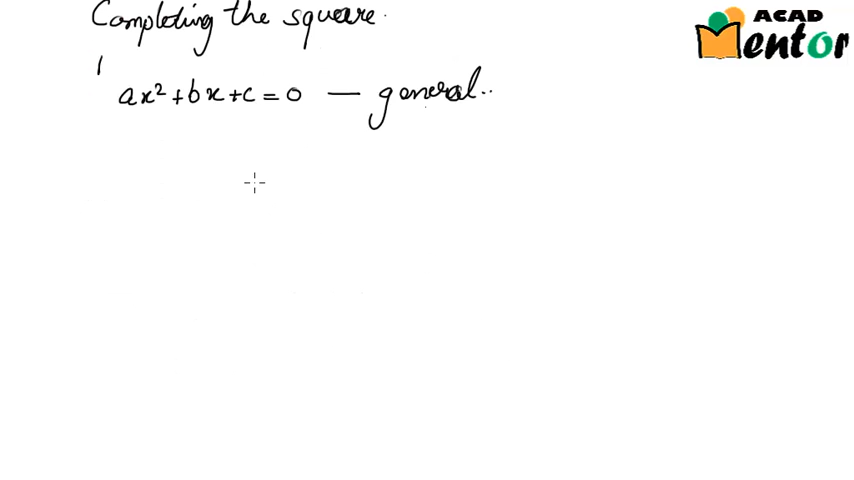 Completing the square.
ax² + bx + c = 0 — general..
ACAD
Mentor